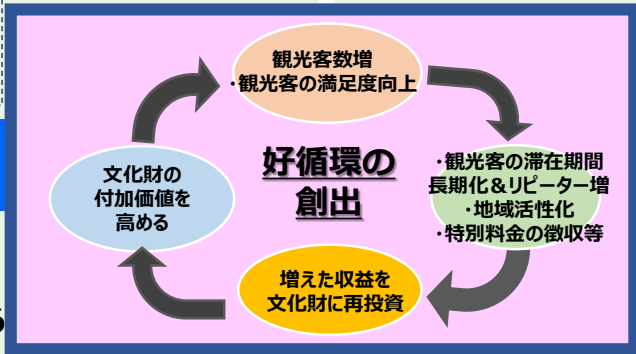 観光客数増
・観光客の満足度向上
好循環の
創出
・観光客の滞在期間
長期化&リピーター増
・地域活性化
・特別料金の徴収等
増えた収益を
文化財に再投資
文化財の
付加価値を
高める